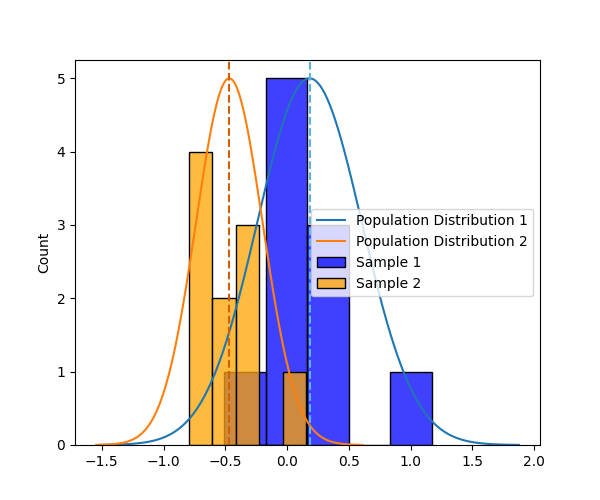 5
4
3
2
1
0
Count
Population Distribution 1
Population Distribution 2
Sample 1
Sample 2
−1.5 −1.0 −0.5 0.0 0.5 1.0 1.5 2.0